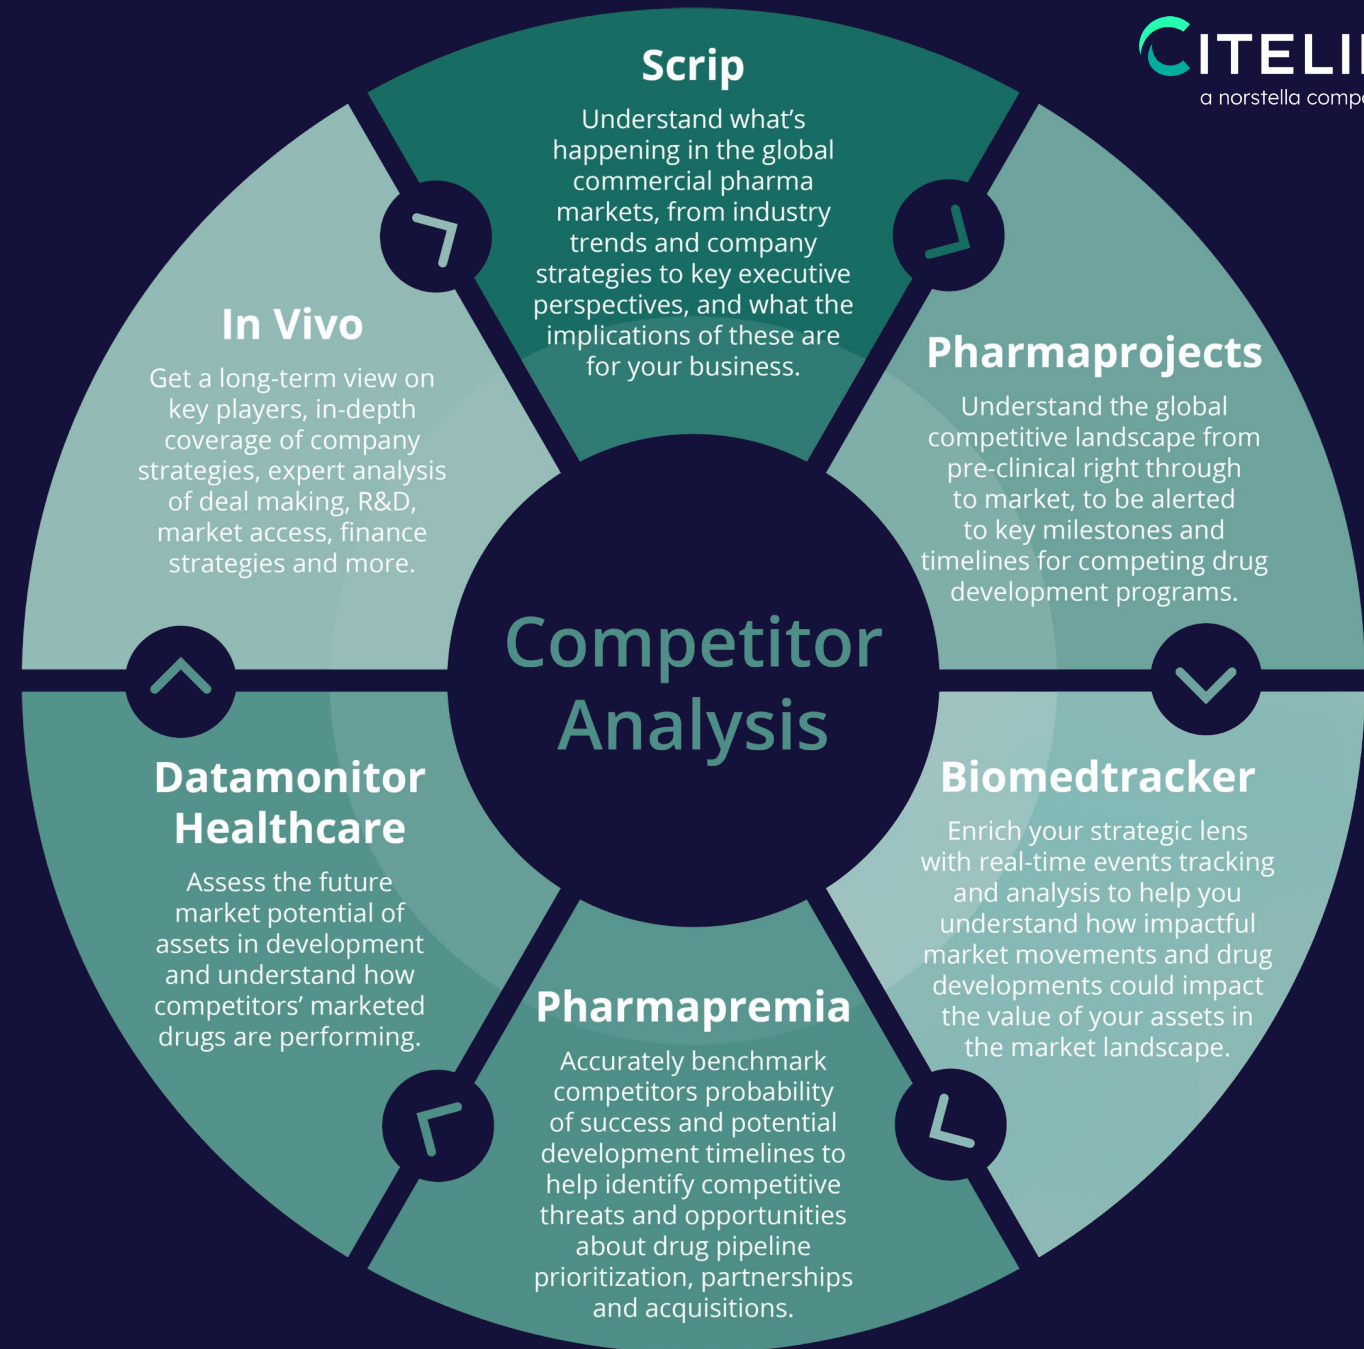 Scrip
Understand what's
happening in the global
commercial pharma
markets, from industry
trends and company
strategies to key executive
perspectives, and what the
implications of these are
for your business.
Pharmaprojects
Understand the global
competitive landscape from
pre-clinical right through
to market, to be alerted
to key milestones and
timelines for competing drug
development programs.
Biomedtracker
Enrich your strategic lens
with real-time events tracking
and analysis to help you
understand how impactful
market movements and drug
developments could impact
the value of your assets in
the market landscape.
Pharmapremia
Accurately benchmark
competitors probability
of success and potential
development timelines to
help identify competitive
threats and opportunities
about drug pipeline
prioritization, partnerships
and acquisitions.
Datamonitor
Healthcare
Assess the future
market potential of
assets in development
and understand how
competitors' marketed
drugs are performing.
In Vivo
Get a long-term view on
key players, in-depth
coverage of company
strategies, expert analysis
of deal making, R&D,
market access, finance
strategies and more.
Competitor
Analysis
a norstella